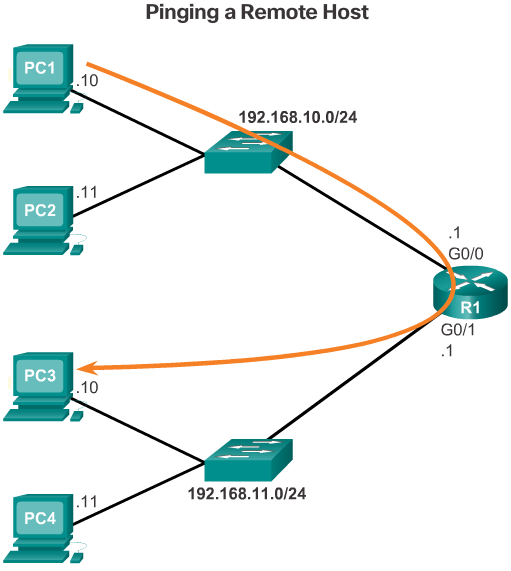 Pinging a Remote Host
PC1
.10
192.168.10.0/24
.11
PC2
.1
G0/0
R1
G0/1
.1
PC3
.10
192.168.11.0/24
.11
PC4